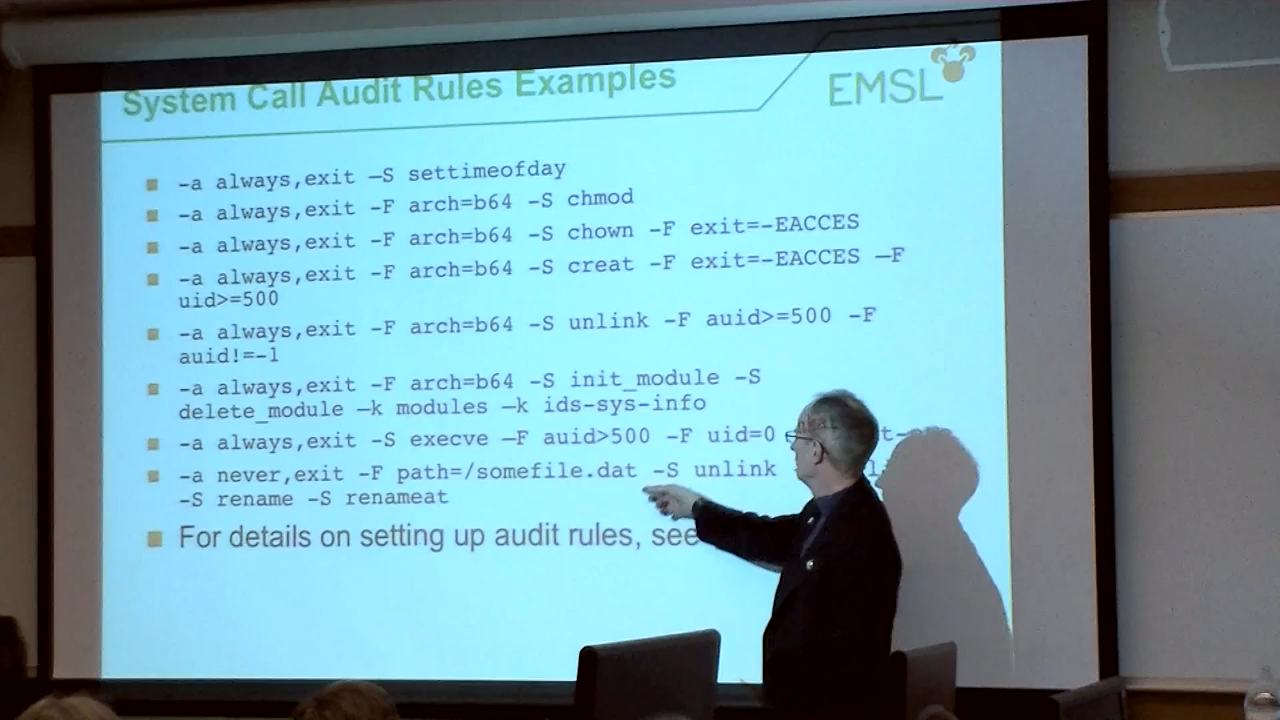 System Call Audit Rules Examples
EMSL
-a always,exit –S settimeofday
-a always,exit -F arch=b64 -S chmod
-a always,exit -F arch=b64 -S chown -F exit=-EACCES
-a always,exit -F arch=b64 -S creat -F exit=-EACCES –F
uid>=500
-a always,exit -F arch=b64 -S unlink -F auid>=500 -F
auid!=-1
-a always,exit -F arch=b64 -S init_module -S
delete_module –k modules –k ids-sys-info
-a always,exit -S execve –F auid>500 -F uid=0
-a never,exit -F path=/somefile.dat -S unlink
-S rename -S renameat
For details on setting up audit rules, see